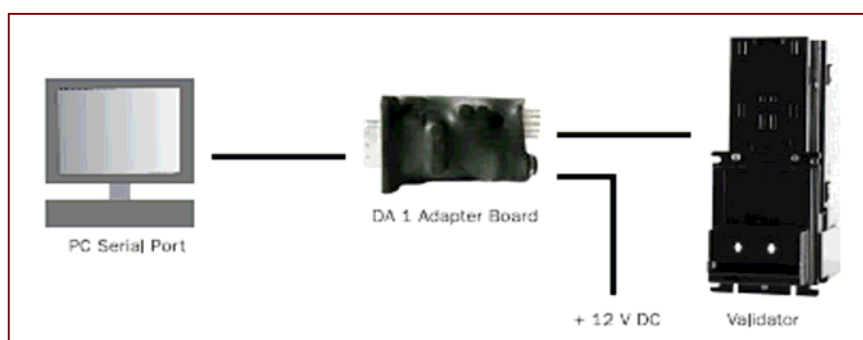 PC Serial Port
DA 1 Adapter Board
+ 12 V DC
Validator